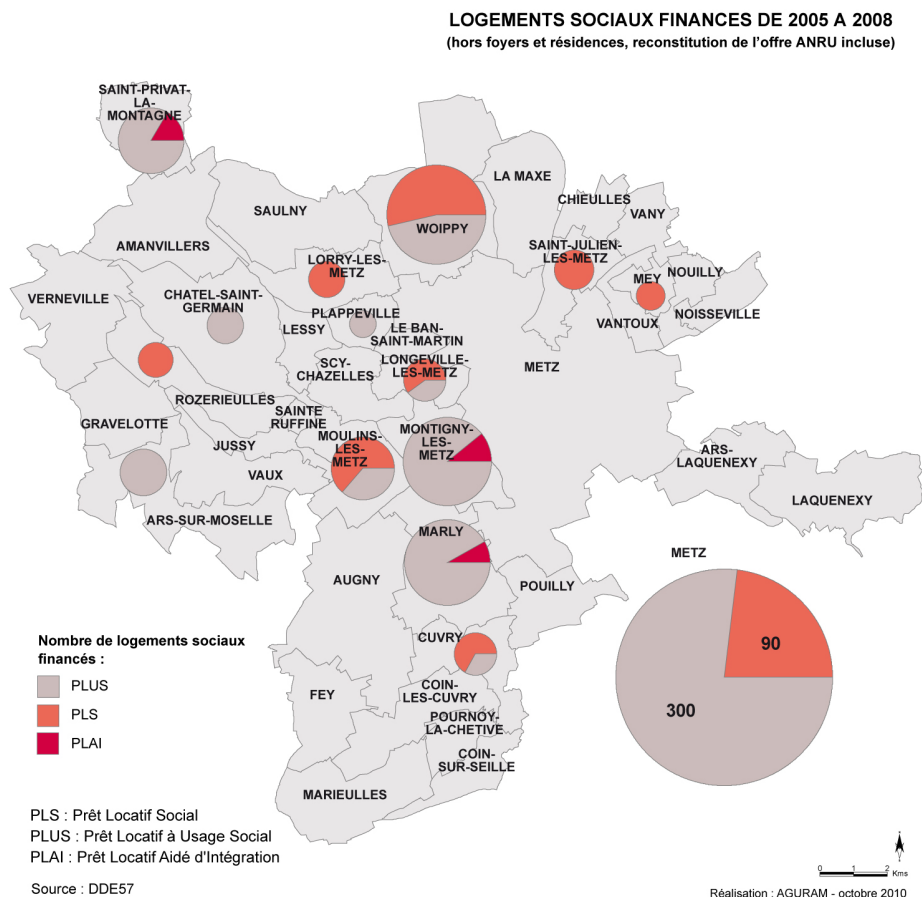 LOGEMENTS SOCIAUX FINANCES DE 2005 A 2008
(hors foyers et résidences, reconstitution de l'offre ANRU incluse)
SAINT-PRIVAT-
LA-
MONTAGNE
LA MAXE
CHIEULLES
VANY
SAULNY
WOIPPY
AMANVILLERS
SAINT-JULIEN-
LES-METZ
LORRY-LES-
METZ
MEY
NOUILLY
VERNEVILLE
CHATEL-SAINT-
GERMAIN
PLAPPEVILLE
LESSY
LE BAN-
SAINT-MARTIN
VANTOUX
NOISSEVILLE
SCY-
CHAZELLES
LONGEVILLE-
LES-METZ
METZ
ROZERIEULLES
SAINTE
RUFFINE
GRAVELOTTE
MOULINS-
LES-
METZ
MONTIGNY-
LES-
METZ
JUSSY
VAUX
ARS-
LAQUENEXY
LAQUENEXY
ARS-SUR-MOSELLE
MARLY
METZ
AUGNY
POUILLY
90
300
Nombre de logements sociaux
financés :
PLUS
PLS
PLAI
CUVRY
FEY
COIN-
LES-CUVRY
POURNOY-
LA-CHETIVE
COIN-
SUR-SEILLE
MARIEULLES
PLS : Prêt Locatif Social
PLUS : Prêt Locatif à Usage Social
PLAI : Prêt Locatif Aidé d'Intégration
Source : DDE57
0 1 2
Kms
Réalisation : AGURAM - octobre 2010